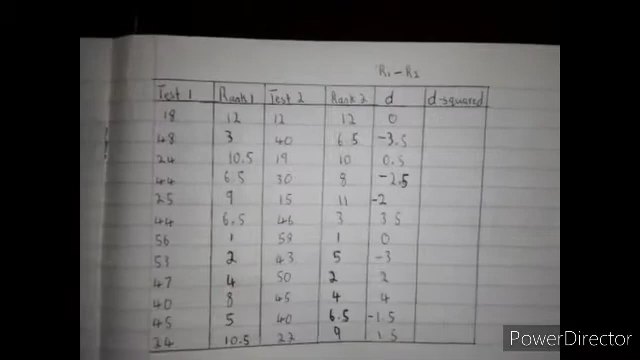 R1 - R2
Test 1 Rank 1 Test 2 Rank 2 d d-squared
18 12 12 12 0
48 3 40 6.5 -3.5
24 10.5 19 10 0.5
44 6.5 30 8 -2.5
25 9 15 11 -2
44 6.5 46 3 3.5
56 1 58 1 0
53 2 43 5 -3
47 4 50 2 2
40 8 45 4 4
45 5 40 6.5 -1.5
24 10.5 22 9 1.5
PowerDirector